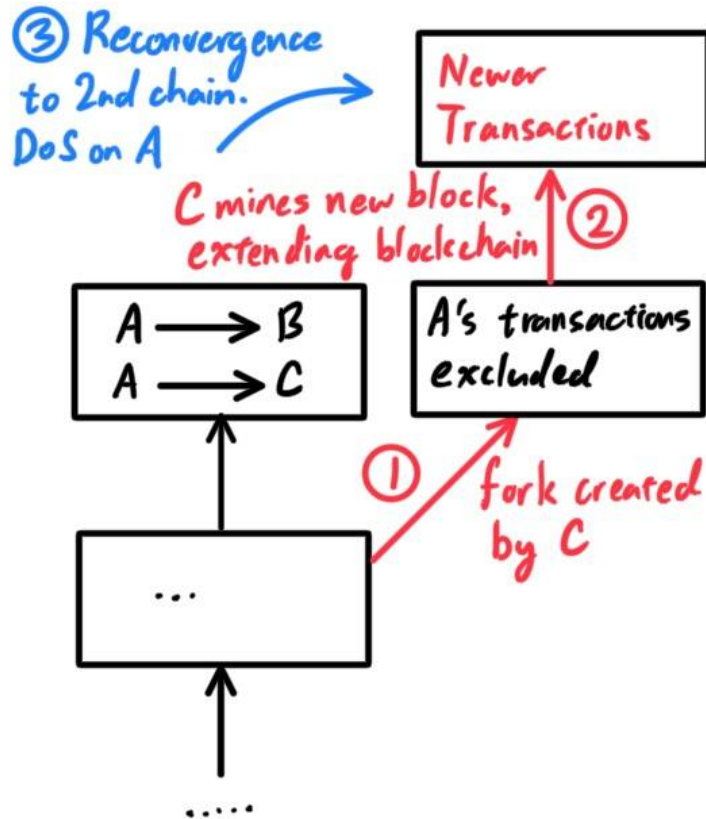 ③ Reconvergence
to 2nd chain.
DoS on A
Newer
Transactions
C mines new block,
extending blockchain
②
A → B
A → C
A's transactions
excluded
①
fork created
by C
...
.....